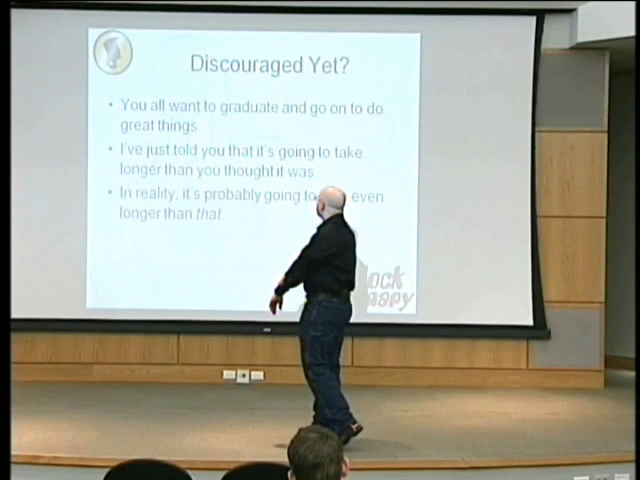 Discouraged Yet?
• You all want to graduate and go on to do
great things.
• I've just told you that it's going to take
longer than you thought it was.
• In reality, it's probably going to even
longer than that.
ock